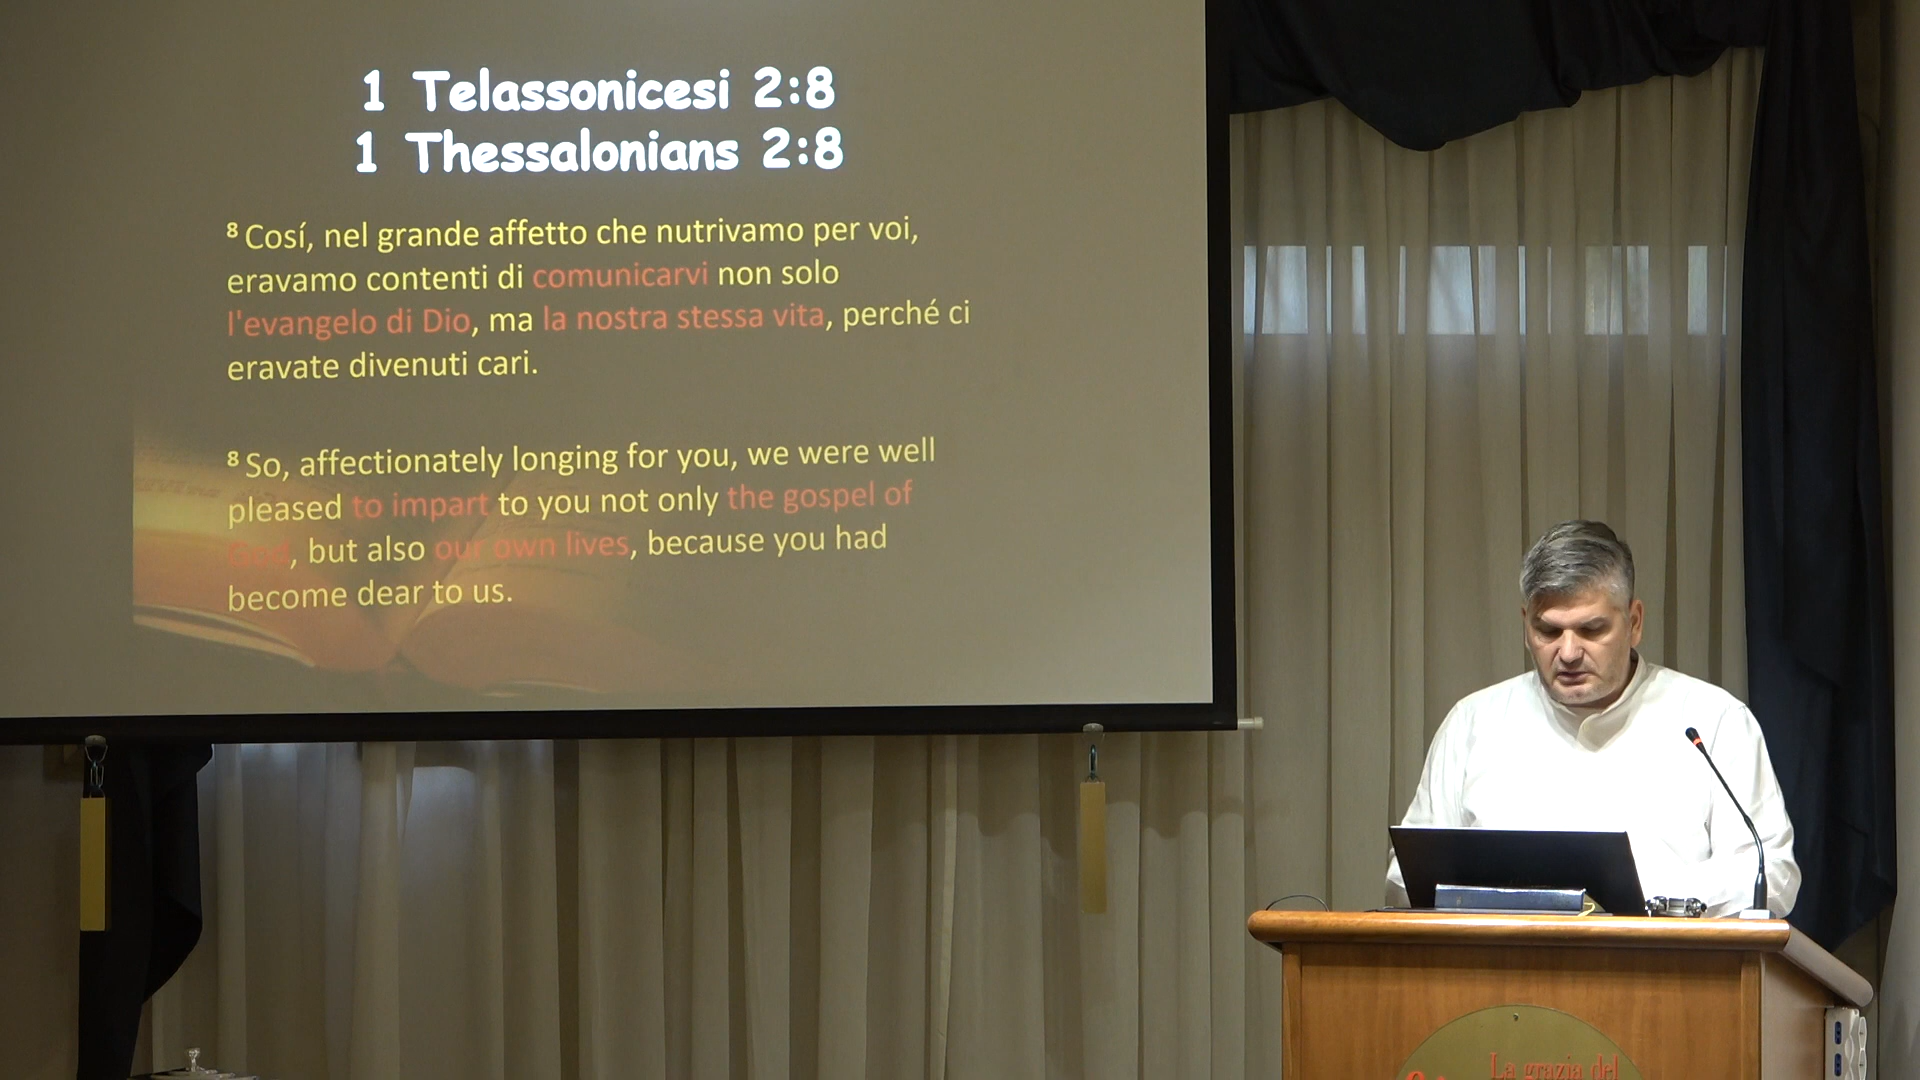 1 Telassonicesi 2:8
1 Thessalonians 2:8
8 Cosí, nel grande affetto che nutrivamo per voi,
eravamo contenti di comunicarvi non solo
l'evangelo di Dio, ma la nostra stessa vita, perché ci
eravate divenuti cari.
8 So, affectionately longing for you, we were well
pleased to impart to you not only the gospel of
God, but also our own lives, because you had
become dear to us.
La grazia del